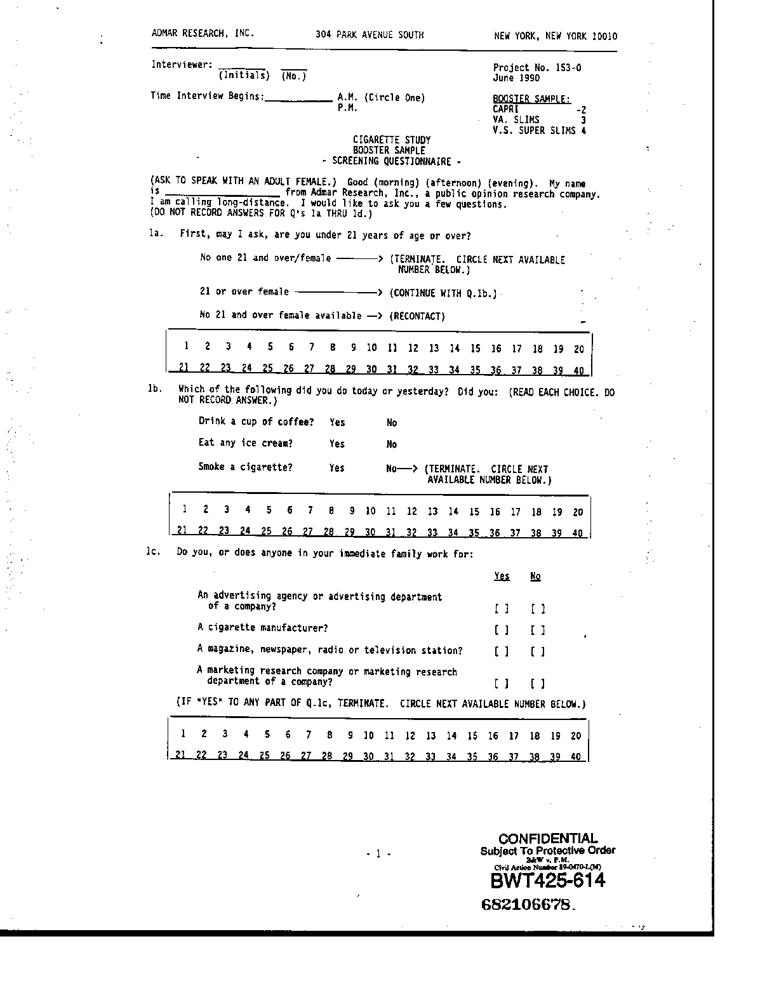 ADMAR RESEARCH, INC. 304 PARK AVENUE SOUTH NEW YORK, NEW YORK 10010
Interviewer: ________ _____ Project No. 153-0
(Initials) (No.) June 1990
Time Interview Begins:____________ A.M. (Circle One) BOOSTER SAMPLE:
P.M. CAPRI -2
VA. SLIMS 3
V.S. SUPER SLIMS 4
CIGARETTE STUDY
BOOSTER SAMPLE
- SCREENING QUESTIONNAIRE -
(ASK TO SPEAK WITH AN ADULT FEMALE.) Good (morning) (afternoon) (evening). My name
is ____________________ from Admar Research, Inc., a public opinion research company.
I am calling long-distance. I would like to ask you a few questions.
(DO NOT RECORD ANSWERS FOR Q's 1a THRU 1d.)
1a. First, may I ask, are you under 21 years of age or over?
No one 21 and over/female ———> (TERMINATE. CIRCLE NEXT AVAILABLE
NUMBER BELOW.)
21 or over female ——————> (CONTINUE WITH Q.1b.)
No 21 and over female available —> (RECONTACT)
1 2 3 4 5 6 7 8 9 10 11 12 13 14 15 16 17 18 19 20
21 22 23 24 25 26 27 28 29 30 31 32 33 34 35 36 37 38 39 40
1b. Which of the following did you do today or yesterday? Did you: (READ EACH CHOICE. DO
NOT RECORD ANSWER.)
Drink a cup of coffee? Yes No
Eat any ice cream? Yes No
Smoke a cigarette? Yes No—> (TERMINATE. CIRCLE NEXT
AVAILABLE NUMBER BELOW.)
1 2 3 4 5 6 7 8 9 10 11 12 13 14 15 16 17 18 19 20
21 22 23 24 25 26 27 28 29 30 31 32 33 34 35 36 37 38 39 40
1c. Do you, or does anyone in your immediate family work for:
Yes No
An advertising agency or advertising department
of a company? [ ] [ ]
A cigarette manufacturer? [ ] [ ]
A magazine, newspaper, radio or television station? [ ] [ ]
A marketing research company or marketing research
department of a company? [ ] [ ]
(IF "YES" TO ANY PART OF Q.1c, TERMINATE. CIRCLE NEXT AVAILABLE NUMBER BELOW.)
1 2 3 4 5 6 7 8 9 10 11 12 13 14 15 16 17 18 19 20
21 22 23 24 25 26 27 28 29 30 31 32 33 34 35 36 37 38 39 40
- 1 -
CONFIDENTIAL
Subject To Protective Order
B&W v. P.M.
Civil Action Number 89-0470-L(M)
BWT425-614
682106678.